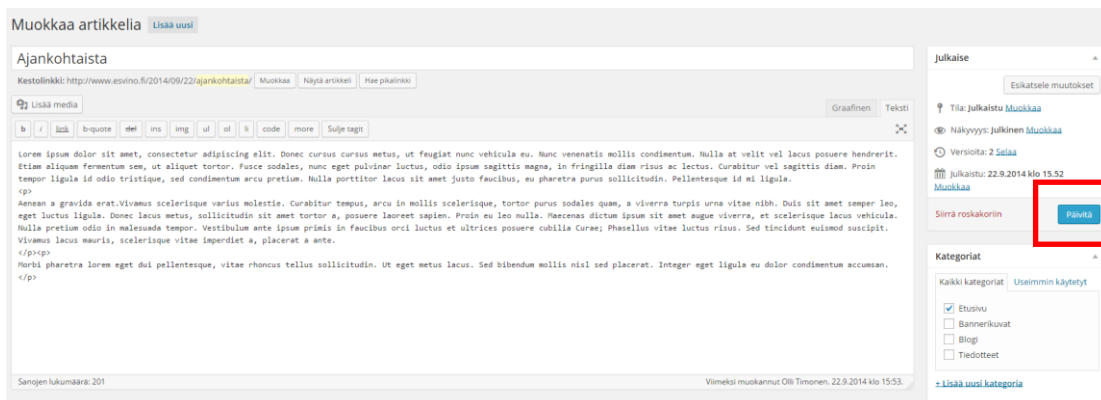 Muokkaa artikkelia Lisää uusi
Ajankohtaista
Kestolinkki: http://www.esvino.fi/2014/09/22/ajankohtaista/ Muokkaa Näytä artikkeli Hae pikalinkki
Lisää media
Graafinen Teksti
b i link b-quote del ins img ul ol li code more Sulje tagit
Lorem ipsum dolor sit amet, consectetur adipiscing elit. Donec cursus cursus metus, ut feugiat nunc vehicula eu. Nunc venenatis mollis condimentum. Nulla at velit vel lacus posuere hendrerit.
Etiam aliquam fermentum sem, ut aliquet tortor. Fusce sodales, nunc eget pulvinar luctus, odio ipsum sagittis magna, in fringilla diam risus ac lectus. Curabitur vel sagittis diam. Proin
tempor ligula id odio tristique, sed condimentum arcu pretium. Nulla porttitor lacus sit amet justo faucibus, eu pharetra purus sollicitudin. Pellentesque id mi ligula.
<p>
Aenean a gravida erat.Vivamus scelerisque varius molestie. Curabitur tempus, arcu in mollis scelerisque, tortor purus sodales quam, a viverra turpis urna vitae nibh. Duis sit amet semper leo,
eget luctus ligula. Donec lacus metus, sollicitudin sit amet tortor a, posuere laoreet sapien. Proin eu leo nulla. Maecenas dictum ipsum sit amet augue viverra, et scelerisque lacus vehicula.
Nulla pretium odio in malesuada tempor. Vestibulum ante ipsum primis in faucibus orci luctus et ultrices posuere cubilia Curae; Phasellus vitae luctus risus. Sed tincidunt euismod suscipit.
Vivamus lacus mauris, scelerisque vitae imperdiet a, placerat a ante.
</p><p>
Morbi pharetra lorem eget dui pellentesque, vitae rhoncus tellus sollicitudin. Ut eget metus lacus. Sed bibendum mollis nisl sed placerat. Integer eget ligula eu dolor condimentum accumsan.
</p>
Sanojen lukumäärä: 201
Viimeksi muokannut Olli Timonen. 22.9.2014 klo 15:53.
Julkaise
Esikatsele muutokset
Tila: Julkaistu Muokkaa
Näkyvyys: Julkinen Muokkaa
Versioita: 2 Selaa
Julkaistu: 22.9.2014 klo 15.52
Muokkaa
Siirrä roskakoriin
Päivitä
Kategoriat
Kaikki kategoriat Useimmin käytetyt
Etusivu
Bannerikuvat
Blogi
Tiedotteet
+ Lisää uusi kategoria